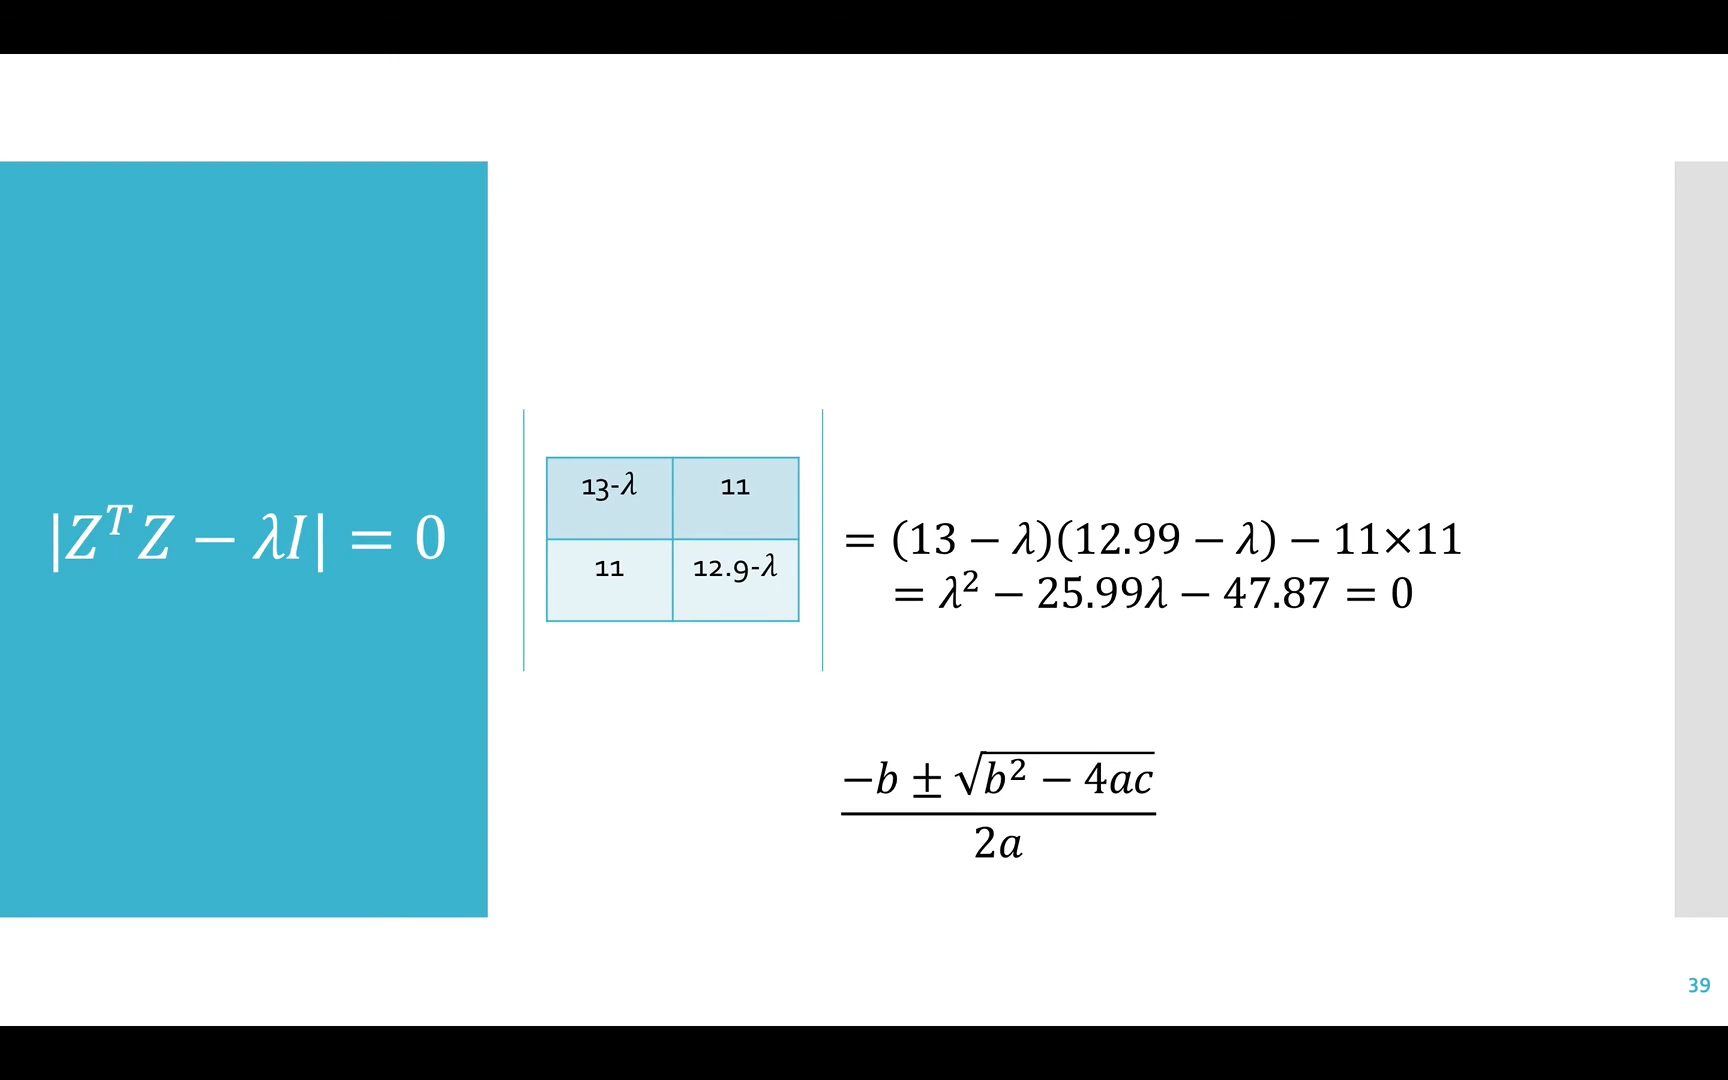 |ZᵀZ − λI| = 0
13-λ 11
11 12.9-λ
= (13 − λ)(12.99 − λ) − 11×11
= λ² − 25.99λ − 47.87 = 0
−b ± √b² − 4ac
2a
39